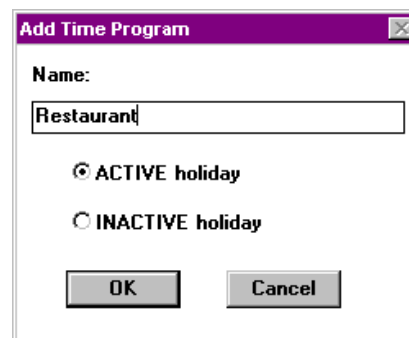 Add Time Program
Name:
Restaurant
ACTIVE holiday
INACTIVE holiday
OK Cancel